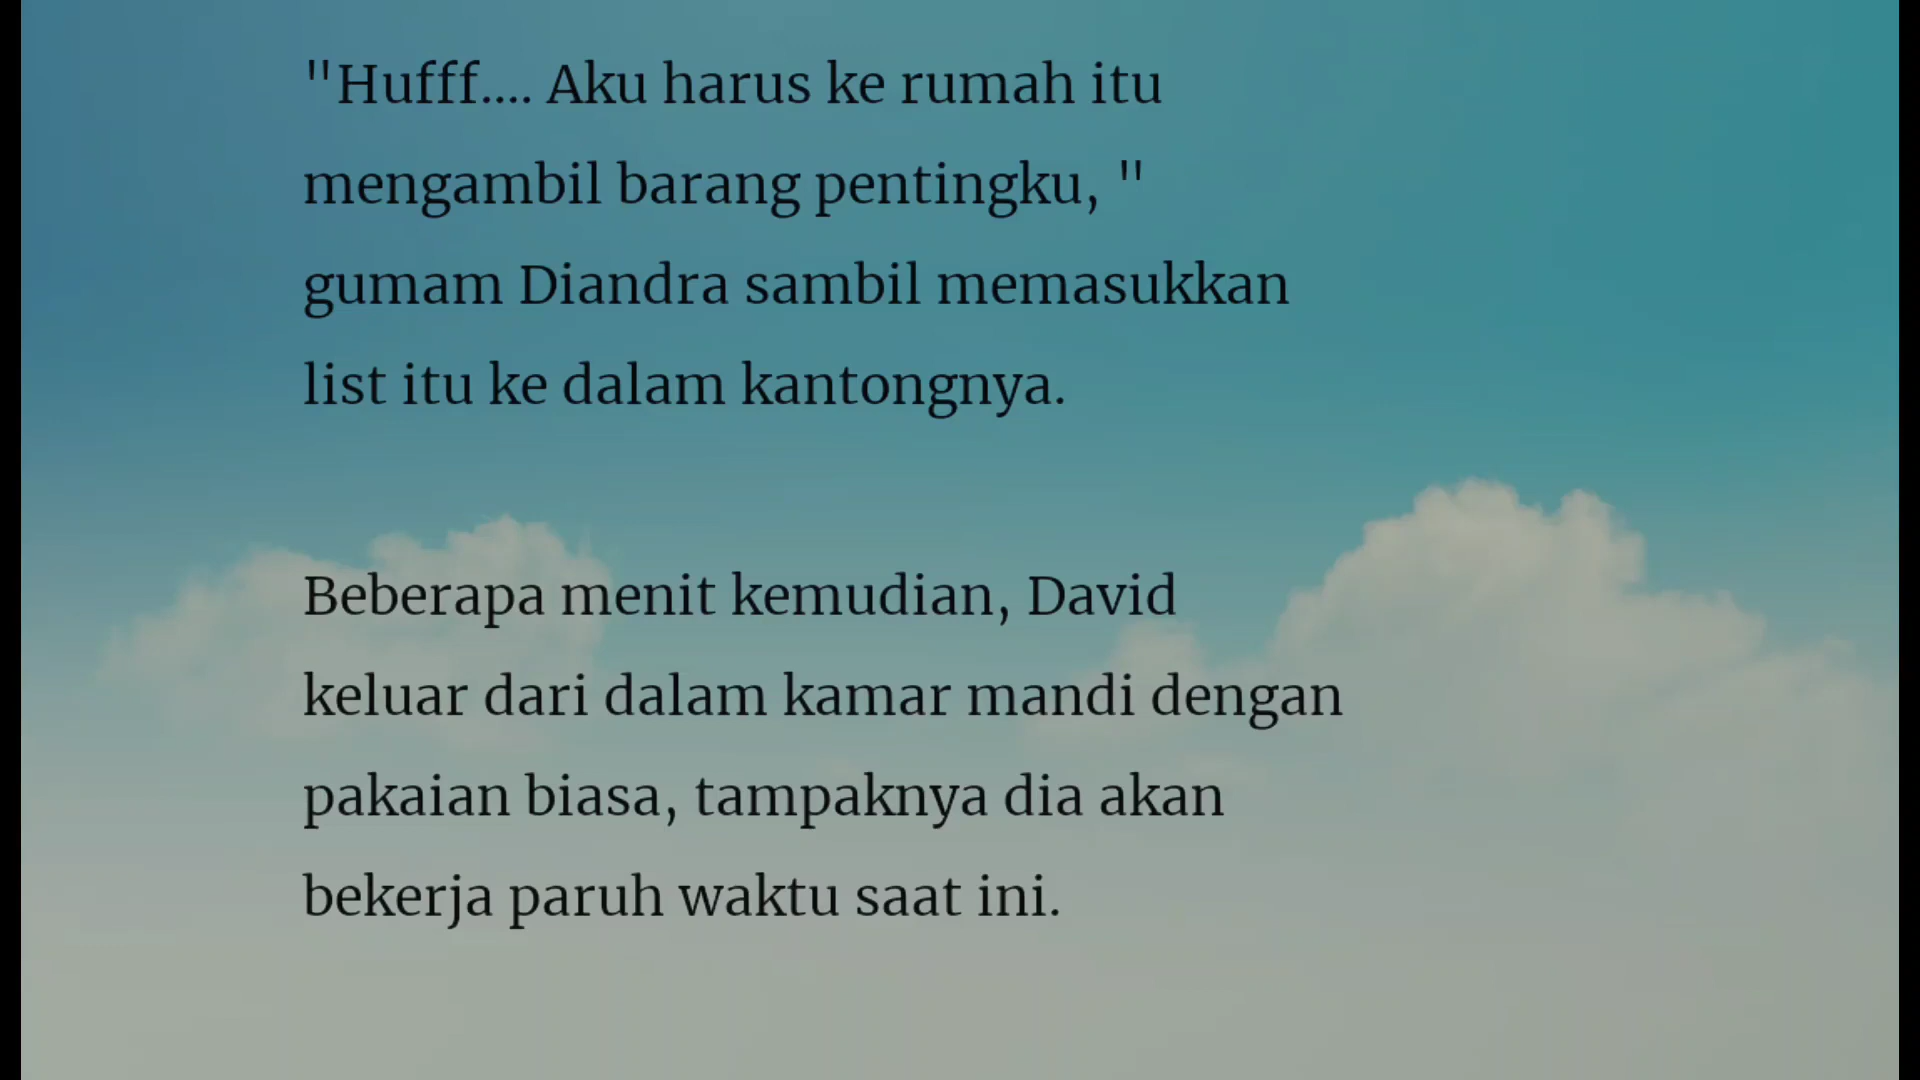 "Hufff.... Aku harus ke rumah itu
mengambil barang pentingku, "
gumam Diandra sambil memasukkan
list itu ke dalam kantongnya.
Beberapa menit kemudian, David
keluar dari dalam kamar mandi dengan
pakaian biasa, tampaknya dia akan
bekerja paruh waktu saat ini.